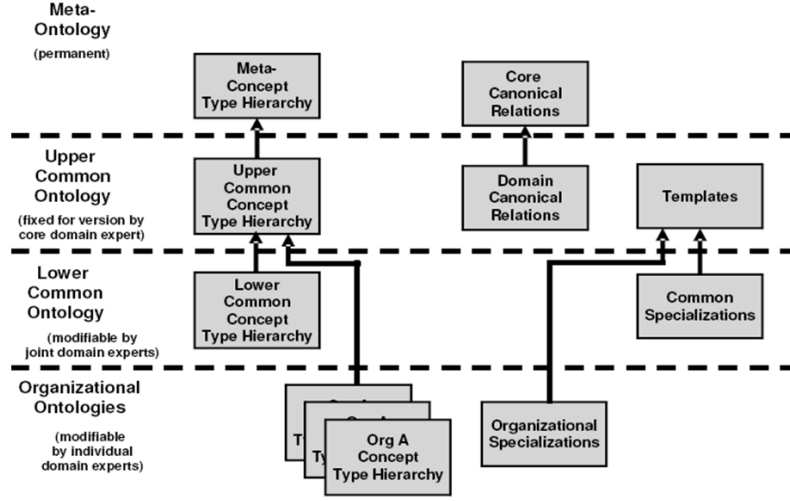 Meta-
Ontology
(permanent)
Meta-
Concept
Type Hierarchy
Core
Canonical
Relations
Upper
Common
Ontology
(fixed for version by
core domain expert)
Upper
Common
Concept
Type Hierarchy
Domain
Canonical
Relations
Templates
Lower
Common
Ontology
(modifiable by
joint domain experts)
Lower
Common
Concept
Type Hierarchy
Common
Specializations
Organizational
Ontologies
(modifiable
by individual
domain experts)
Org A
Concept
Type Hierarchy
Organizational
Specializations